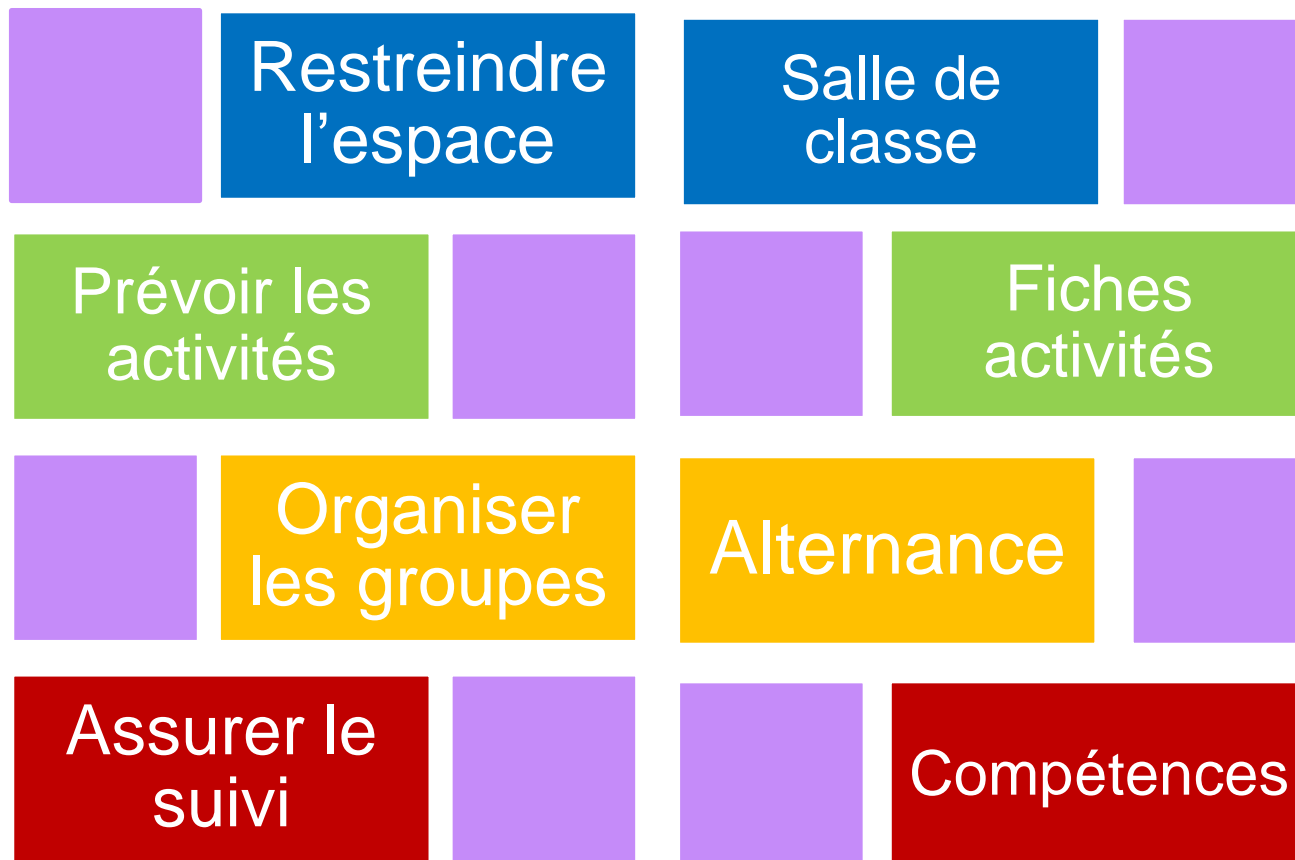 Restreindre
l’espace
Salle de
classe
Prévoir les
activités
Fiches
activités
Organiser
les groupes
Alternance
Assurer le
suivi
Compétences